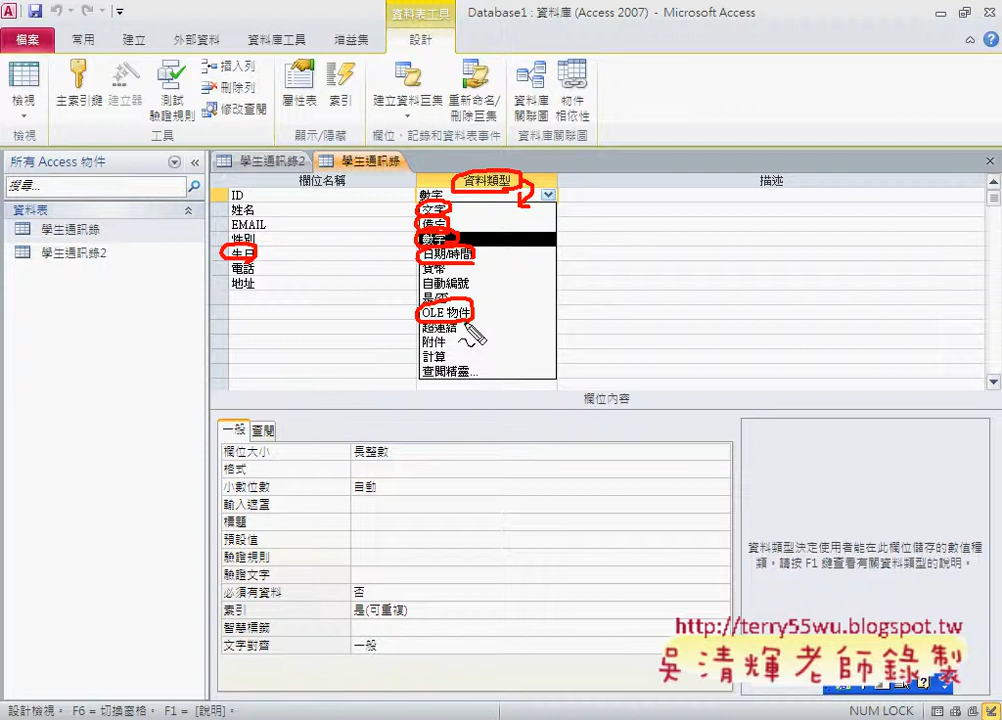 資料表工具
Database1 : 資料庫 (Access 2007) - Microsoft Access
檔案
常用
建立
外部資料
資料庫工具
增益集
設計
檢視
主索引鍵
建立器
測試
驗證規則
插入列
刪除列
修改查閱
屬性表
索引
建立資料巨集
重新命名/
刪除巨集
資料庫
關聯圖
物件
相依性
檢視
工具
顯示/隱藏
欄位、記錄和資料表事件
資料庫關聯圖
所有 Access 物件
搜尋...
資料表
學生通訊錄
學生通訊錄2
學生通訊錄2
學生通訊錄
欄位名稱
資料類型
描述
ID
數字
姓名
文字
EMAIL
備忘
性別
數字
生日
日期/時間
電話
貨幣
地址
自動編號
是/否
OLE 物件
超連結
附件
計算
查閱精靈...
欄位內容
一般
查閱
欄位大小
長整數
格式
小數位數
自動
輸入遮罩
標題
預設值
驗證規則
驗證文字
必須有資料
否
索引
是(可重複)
智慧標籤
文字對齊
一般
資料類型決定使用者能在此欄位儲存的數值種
類。請按 F1 鍵查看有關資料類型的說明。
http://terry55wu.blogspot.tw
吳清輝老師錄製
設計檢視。 F6 = 切換窗格。 F1 = [說明]。
NUM LOCK